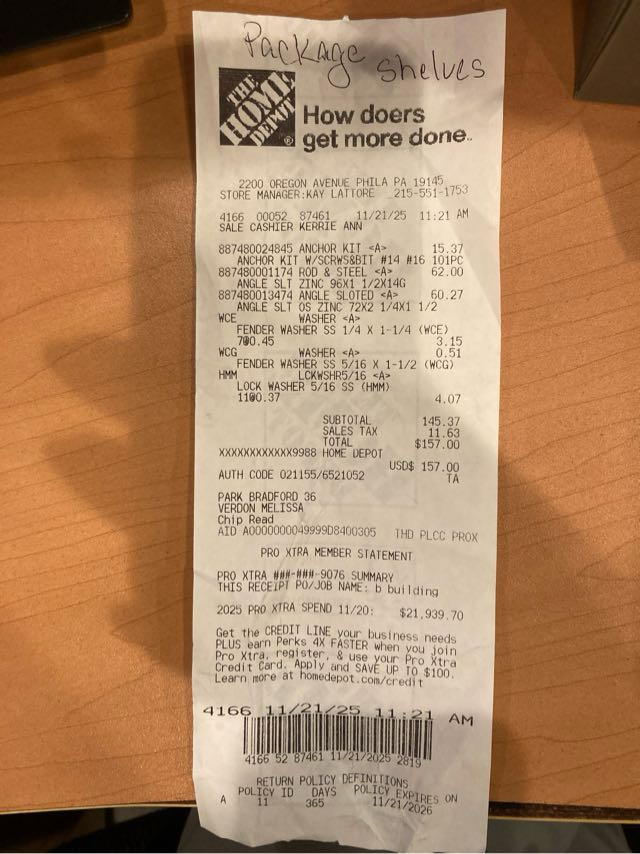 Package shelves
THE HOME DEPOT
How doers
get more done..
2200 OREGON AVENUE PHILA PA 19145
STORE MANAGER:KAY LATTORE 215-551-1753
4166 00052 87461 11/21/25 11:21 AM
SALE CASHIER KERRIE ANN
887480024845 ANCHOR KIT <A> 15.37
ANCHOR KIT W/SCRWS&BIT #14 #16 101PC
887480001174 ROD & STEEL <A> 62.00
ANGLE SLT ZINC 96X1 1/2X14G
887480013474 ANGLE SLOTED <A> 60.27
ANGLE SLT OS ZINC 72X2 1/4X1 1/2
WCE WASHER <A>
FENDER WASHER SS 1/4 X 1-1/4 (WCE)
7@0.45 3.15
WCG WASHER <A> 0.51
FENDER WASHER SS 5/16 X 1-1/2 (WCG)
HMM LCKWSHR5/16 <A>
LOCK WASHER 5/16 SS (HMM)
11@0.37 4.07
SUBTOTAL 145.37
SALES TAX 11.63
TOTAL $157.00
XXXXXXXXXXXX9988 HOME DEPOT
USD$ 157.00
AUTH CODE 021155/6521052 TA
PARK BRADFORD 36
VERDON MELISSA
Chip Read
AID A0000000049999D8400305 THD PLCC PROX
PRO XTRA MEMBER STATEMENT
PRO XTRA ###-###-9076 SUMMARY
THIS RECEIPT PO/JOB NAME: b building
2025 PRO XTRA SPEND 11/20: $21,939.70
Get the CREDIT LINE your business needs
PLUS earn Perks 4X FASTER when you join
Pro Xtra, register, & use your Pro Xtra
Credit Card. Apply and SAVE UP TO $100.
Learn more at homedepot.com/credit
4166 11/21/25 11:21 AM
4166 52 87461 11/21/2025 2819
RETURN POLICY DEFINITIONS
POLICY ID DAYS POLICY EXPIRES ON
A 11 365 11/21/2026